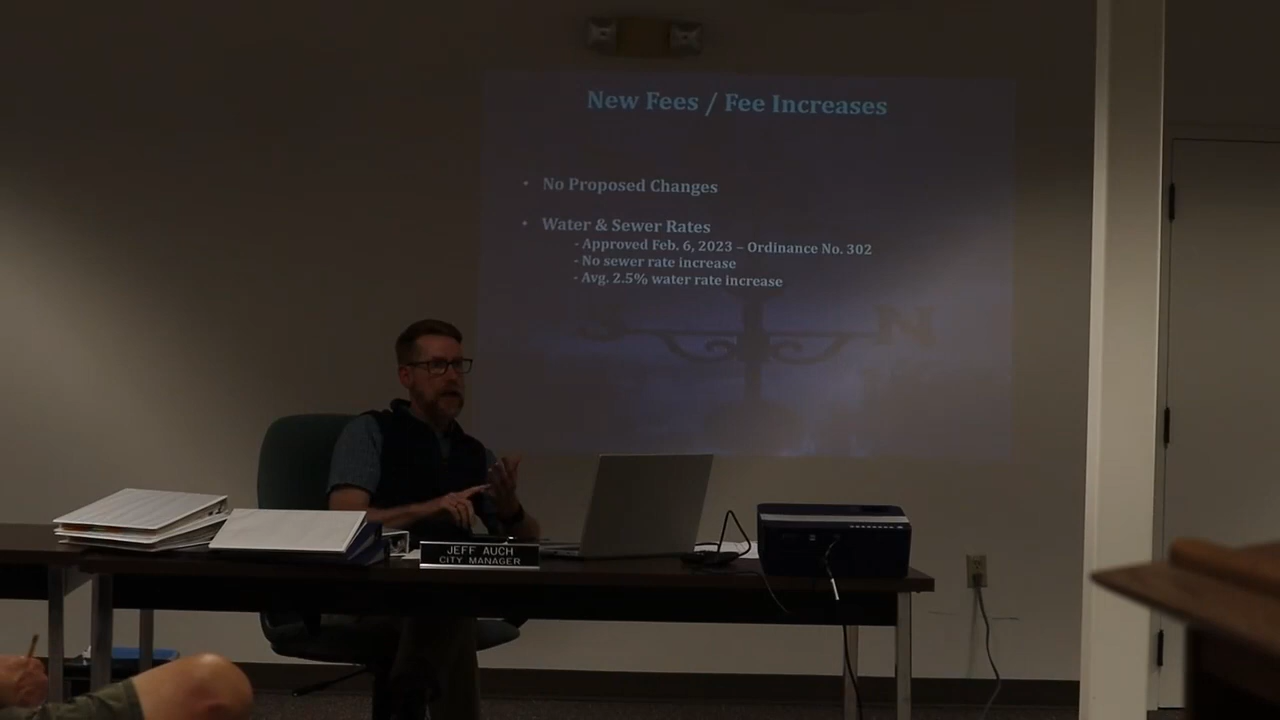 New Fees / Fee Increases
• No Proposed Changes
• Water & Sewer Rates
- Approved Feb. 6, 2023 – Ordinance No. 302
- No sewer rate increase
- Avg. 2.5% water rate increase
N
JEFF AUCH
CITY MANAGER